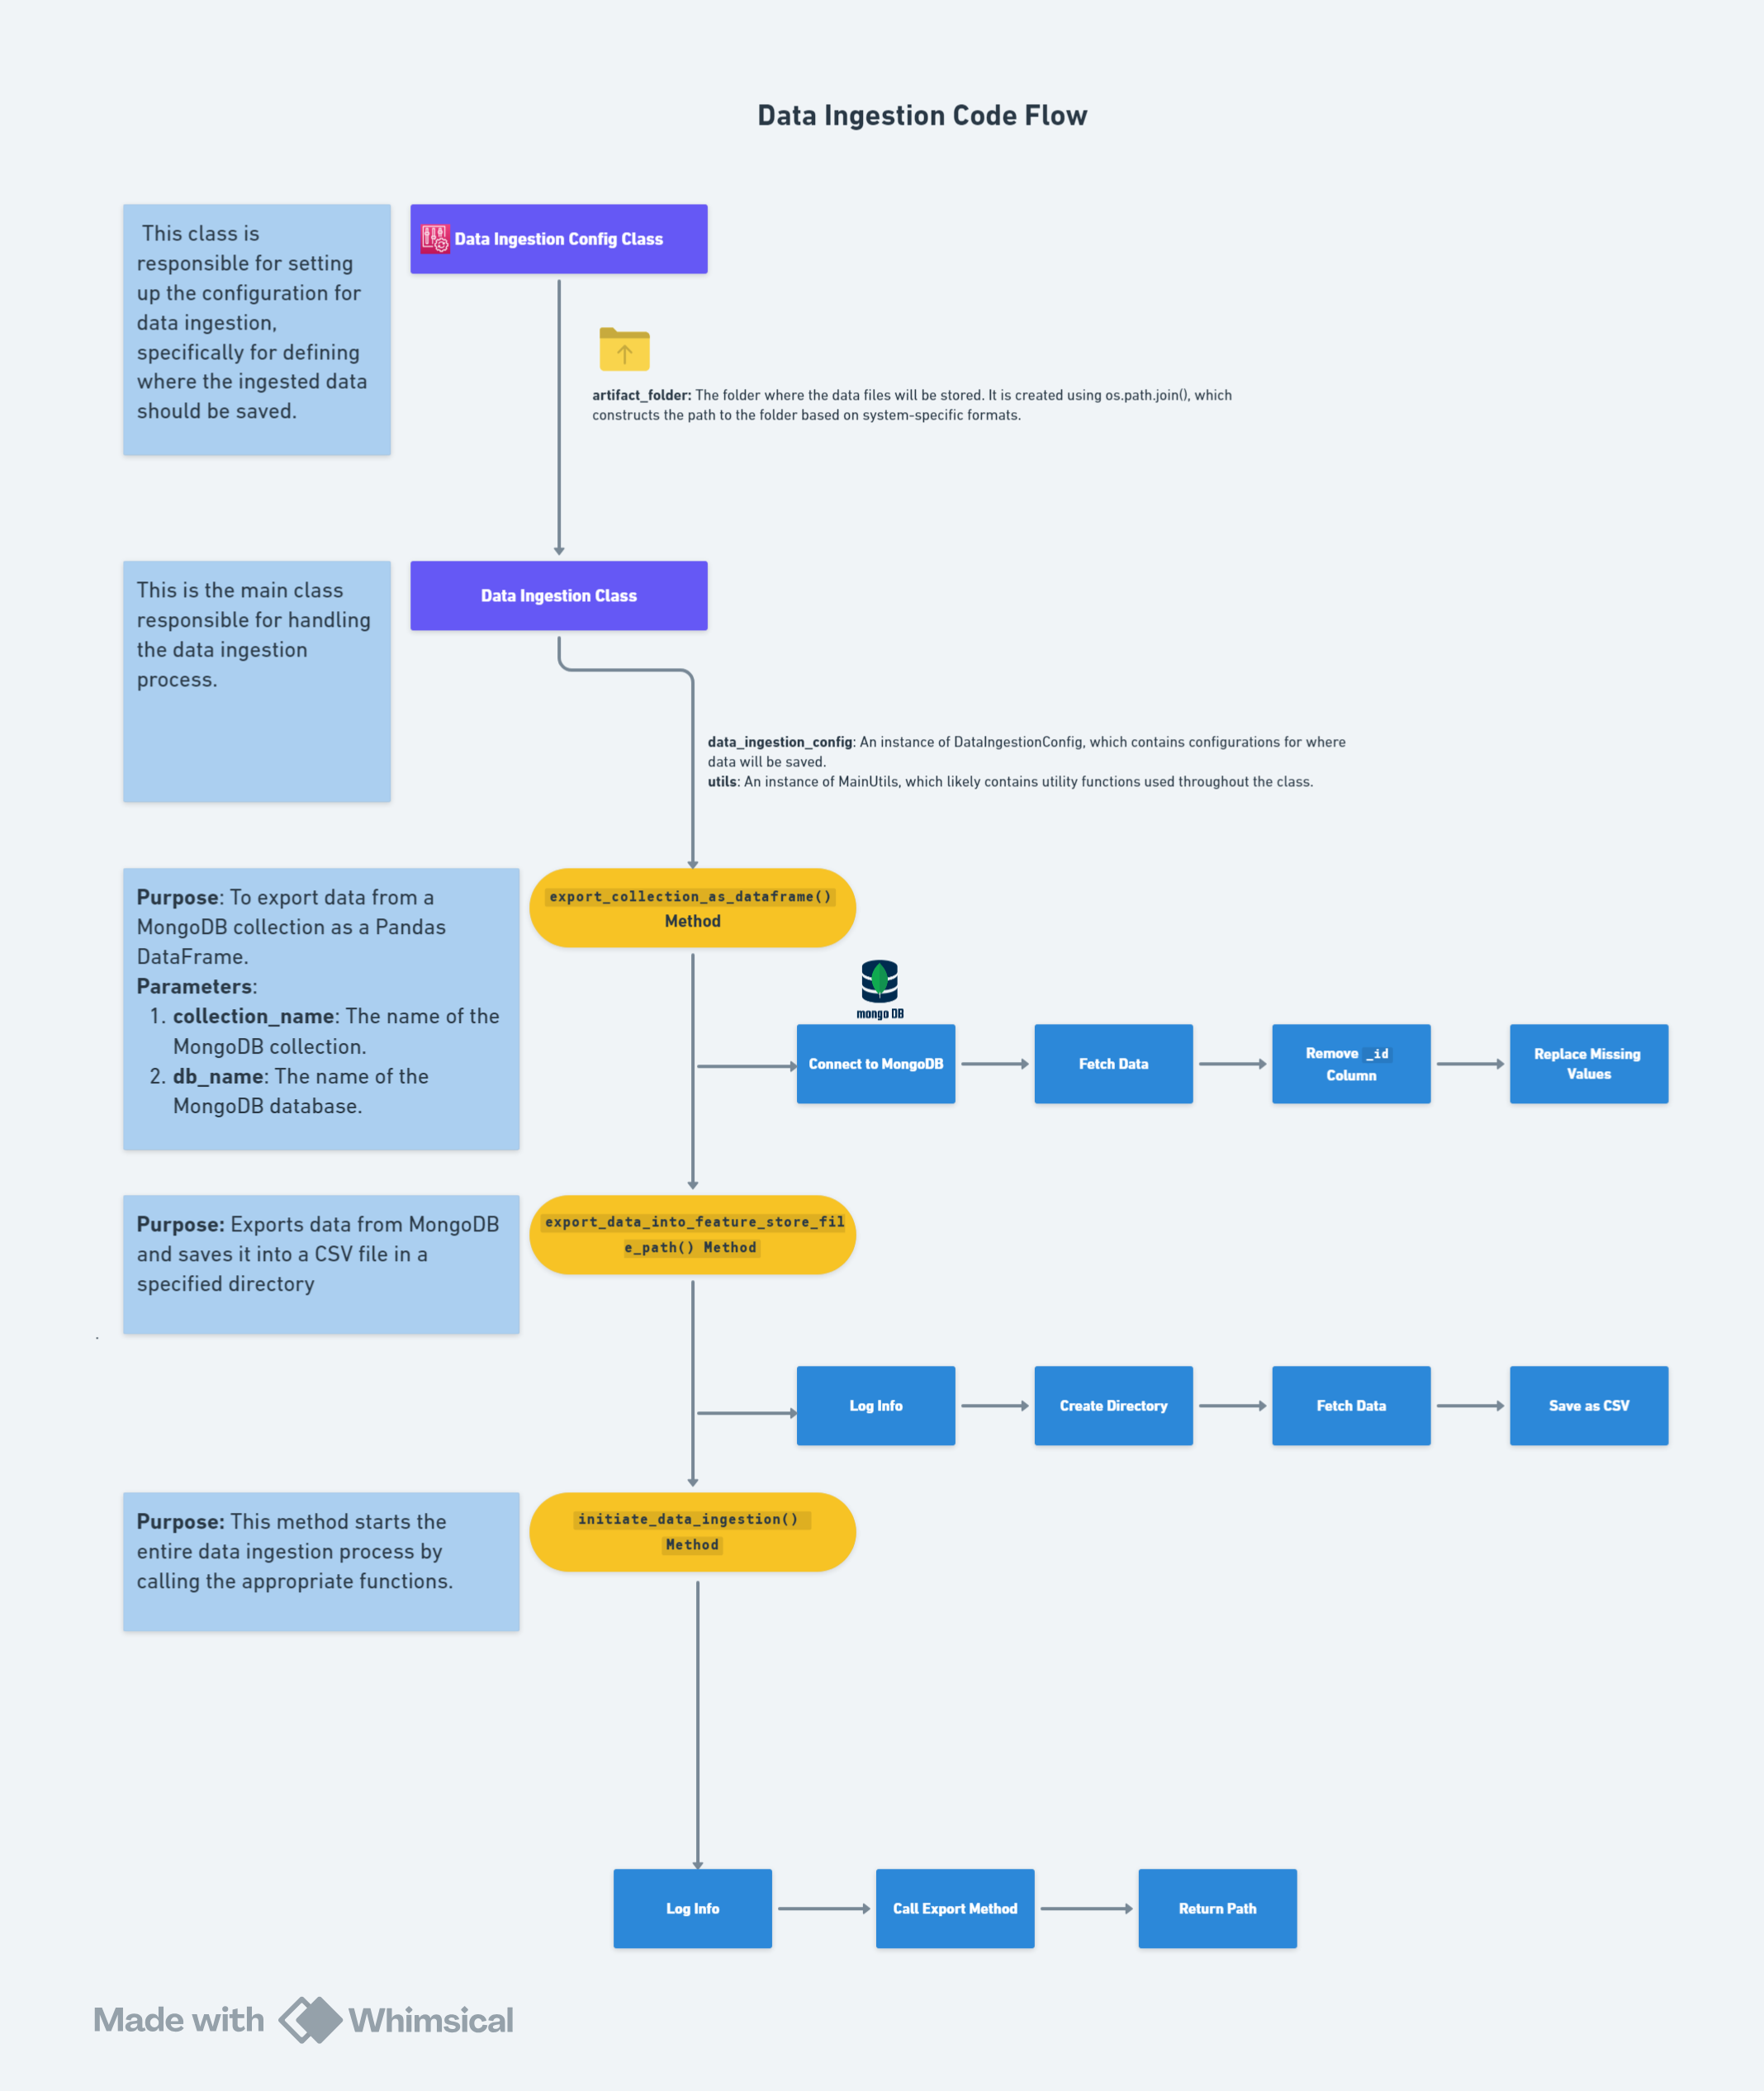 Data Ingestion Code Flow
This class is
responsible for setting
up the configuration for
data ingestion,
specifically for defining
where the ingested data
should be saved.
Data Ingestion Config Class
artifact_folder: The folder where the data files will be stored. It is created using os.path.join(), which
constructs the path to the folder based on system-specific formats.
This is the main class
responsible for handling
the data ingestion
process.
Data Ingestion Class
data_ingestion_config: An instance of DataIngestionConfig, which contains configurations for where
data will be saved.
utils: An instance of MainUtils, which likely contains utility functions used throughout the class.
Purpose: To export data from a
MongoDB collection as a Pandas
DataFrame.
Parameters:
1. collection_name: The name of the
MongoDB collection.
2. db_name: The name of the
MongoDB database.
export_collection_as_dataframe()
Method
mongo DB
Connect to MongoDB
Fetch Data
Remove _id
Column
Replace Missing
Values
Purpose: Exports data from MongoDB
and saves it into a CSV file in a
specified directory
export_data_into_feature_store_fil
e_path() Method
.
Log Info
Create Directory
Fetch Data
Save as CSV
Purpose: This method starts the
entire data ingestion process by
calling the appropriate functions.
initiate_data_ingestion()
Method
Log Info
Call Export Method
Return Path
Made with Whimsical